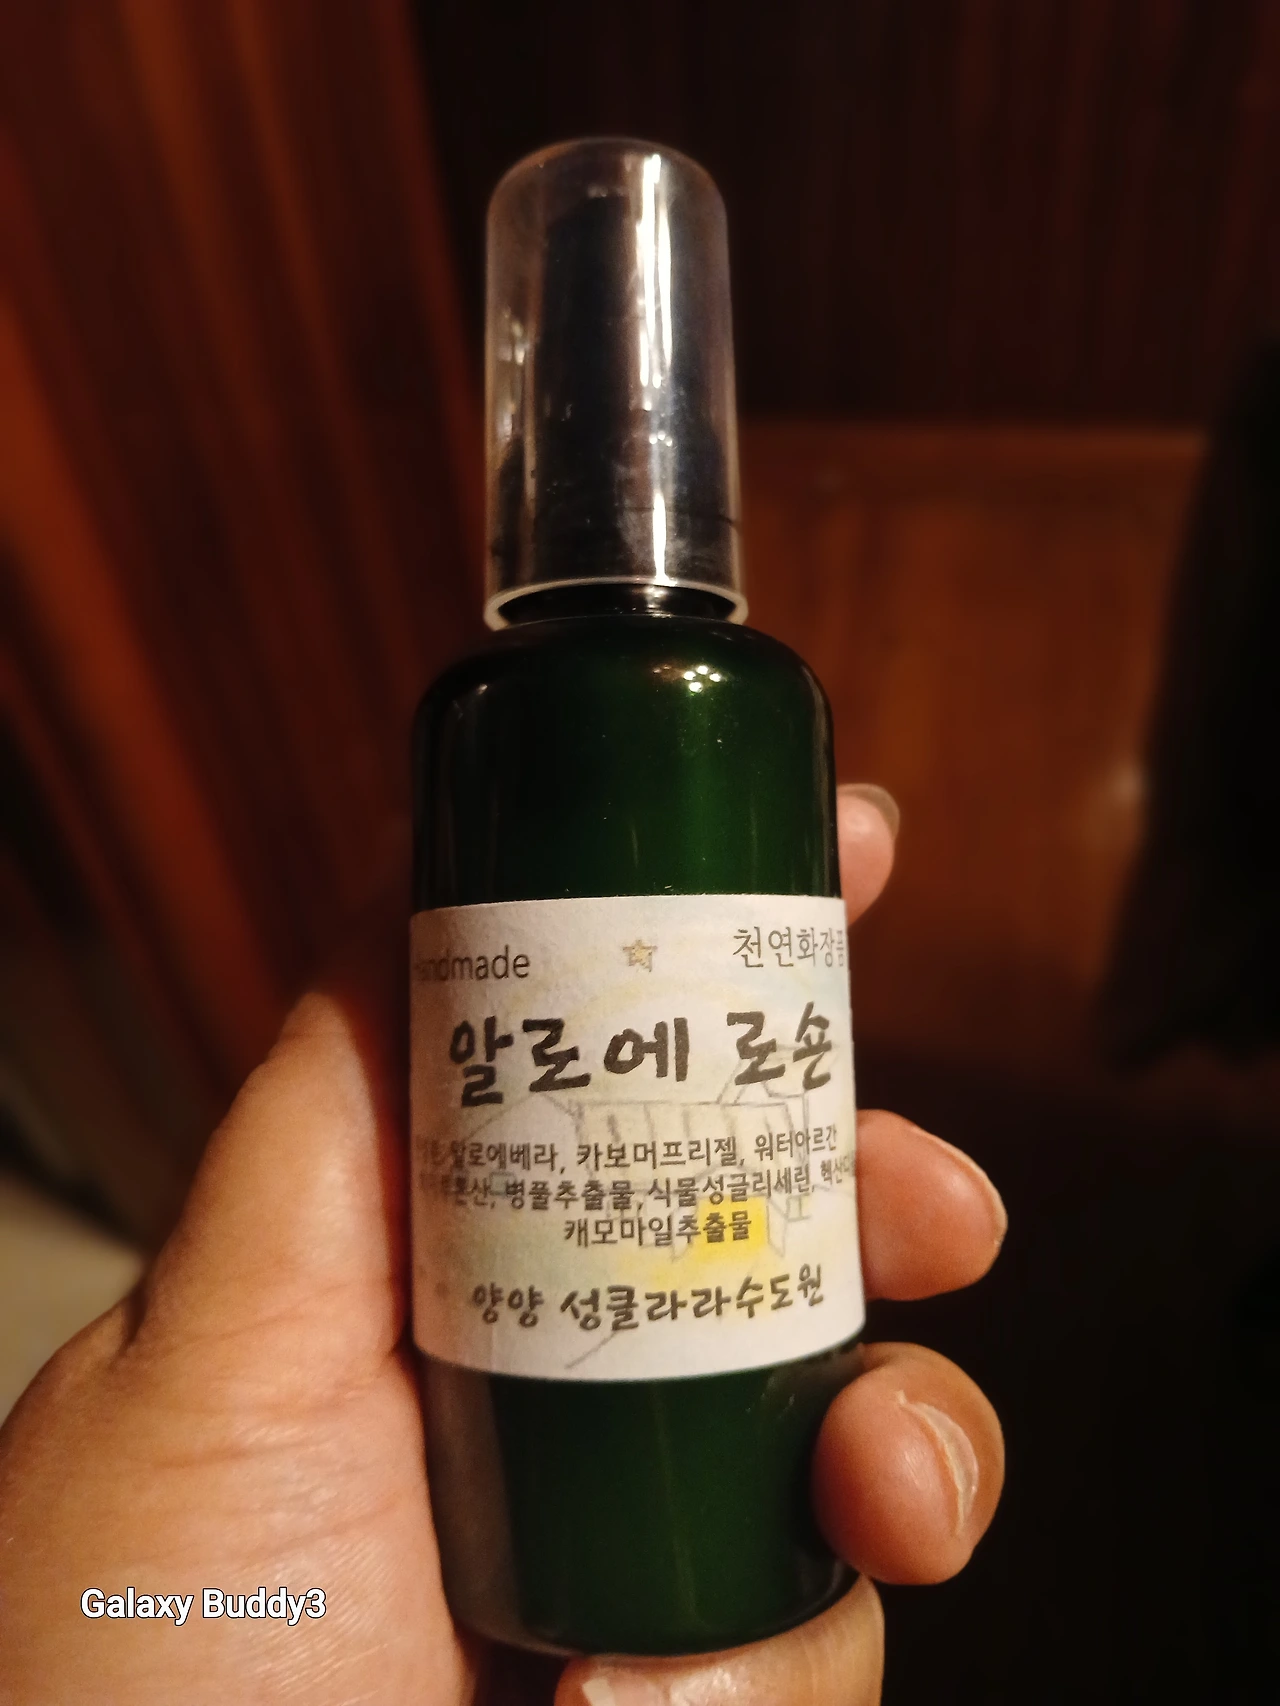 Handmade
천연화장품
알로에 로숀
알로에베라, 카보머프리젤, 워터아르간
병풀추출물, 식물성글리세린,
캐모마일추출물
양양 성클라라수도원
Galaxy Buddy3